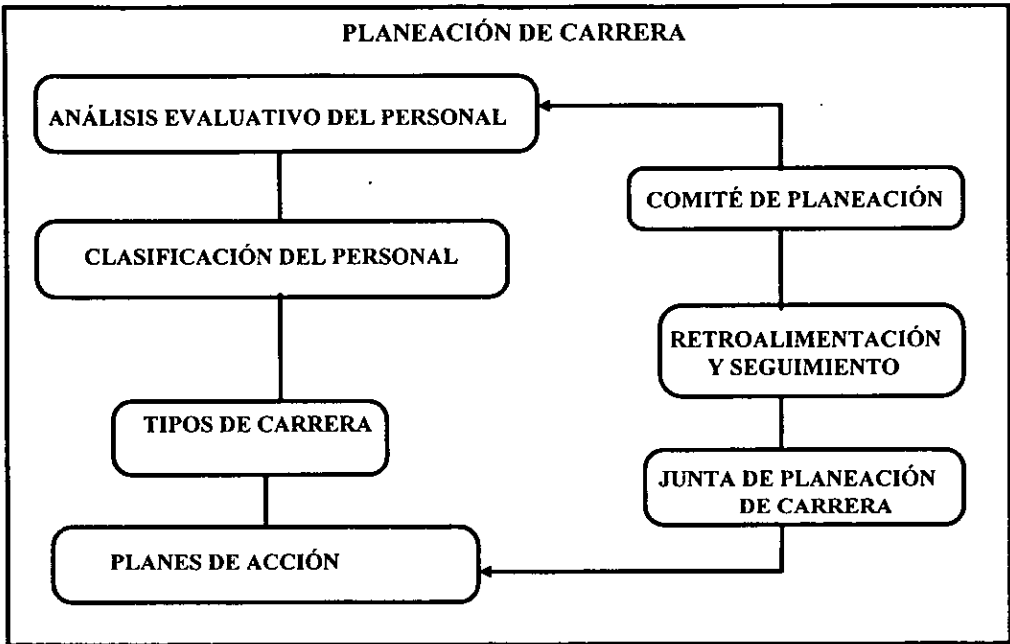 PLANEACIÓN DE CARRERA
ANÁLISIS EVALUATIVO DEL PERSONAL
CLASIFICACIÓN DEL PERSONAL
TIPOS DE CARRERA
PLANES DE ACCIÓN
COMITÉ DE PLANEACIÓN
RETROALIMENTACIÓN
Y SEGUIMIENTO
JUNTA DE PLANEACIÓN
DE CARRERA